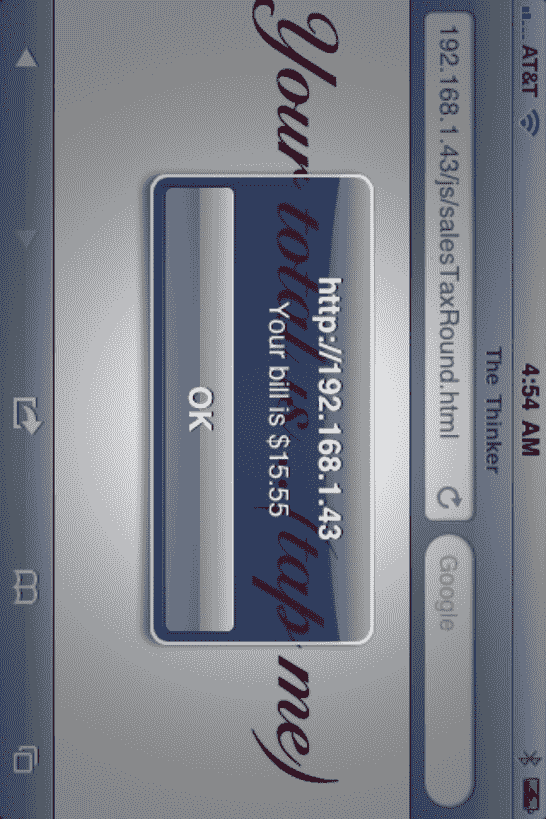 AT&T 4:54 AM
The Thinker
192.168.1.43/js/salesTaxRound.html Google
Your total is (tap me)
http://192.168.1.43
Your bill is $15.55
OK